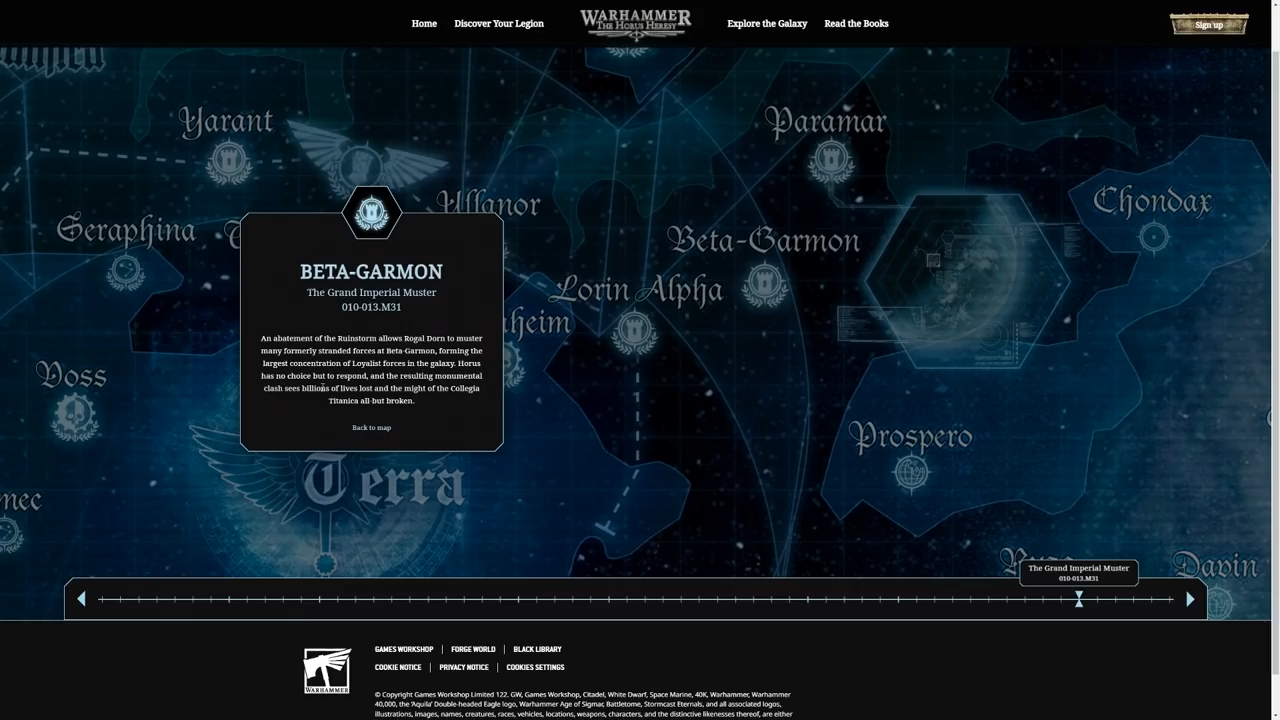 Home
Discover Your Legion
WARHAMMER
THE HORUS HERESY
Explore the Galaxy
Read the Books
Sign up
Yarant
Paramar
Ullanor
Chondax
Seraphina
Beta-Garmon
Lorin Alpha
BETA-GARMON
The Grand Imperial Muster
010-013.M31
An abatement of the Ruinstorm allows Rogal Dorn to muster
many formerly stranded forces at Beta-Garmon, forming the
largest concentration of Loyalist forces in the galaxy. Horus
has no choice but to respond, and the resulting monumental
clash sees billions of lives lost and the might of the Collegia
Titanica all-but broken.
Back to map
heim
Voss
Prospero
Terra
mec
Davin
The Grand Imperial Muster
010-013.M31
WARHAMMER
GAMES WORKSHOP
FORGE WORLD
BLACK LIBRARY
COOKIE NOTICE
PRIVACY NOTICE
COOKIES SETTINGS
© Copyright Games Workshop Limited 122. GW, Games Workshop, Citadel, White Dwarf, Space Marine, 40K, Warhammer, Warhammer
40,000, the 'Aquila' Double-headed Eagle logo, Warhammer Age of Sigmar, Battletome, Stormcast Eternals, and all associated logos,
illustrations, images, names, creatures, races, vehicles, locations, weapons, characters, and the distinctive likenesses thereof, are either